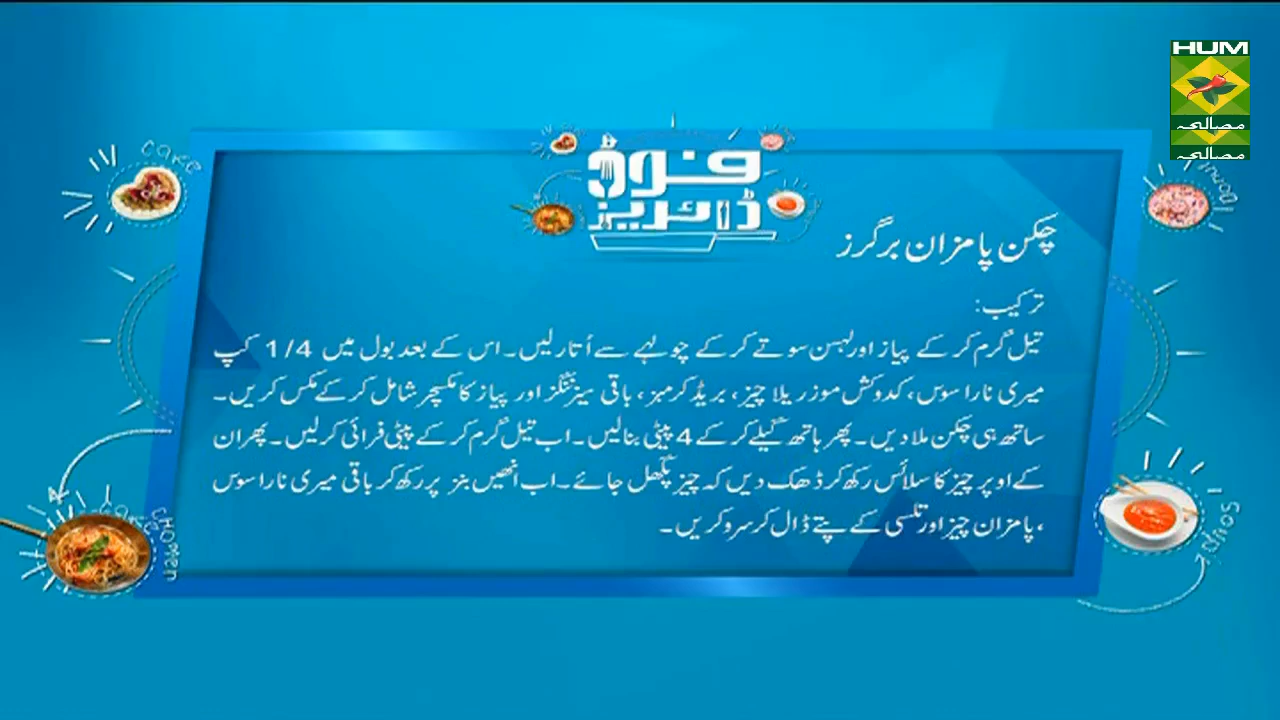 HUM
مصالحہ
مصالحہ
فوڈ
ڈائریز
cake
Donut
چکن پامزان برگرز
ترکیب:
تیل گرم کر کے پیاز اور لہسن سوتے کر کے چولہے سے اُتار لیں۔ اس کے بعد بول میں 1/4 کپ
میری نارا سوس، کدوکش موزریلا چیز، بریڈ کرمبز، باقی سیزننگز اور پیاز کا مکسچر شامل کر کے مکس کریں۔
ساتھ ہی چکن ملا دیں۔ پھر ہاتھ گیلے کر کے 4 پیٹی بنالیں۔ اب تیل گرم کر کے پیٹی فرائی کرلیں۔ پھر ان
کے اوپر چیز کا سلائس رکھ کر ڈھک دیں کہ چیز پگھل جائے۔ اب انھیں بنز پر رکھ کر باقی میری نارا سوس
، پامزان چیز اور تلسی کے پتے ڈال کر سرو کریں۔
CHOMen
Soup